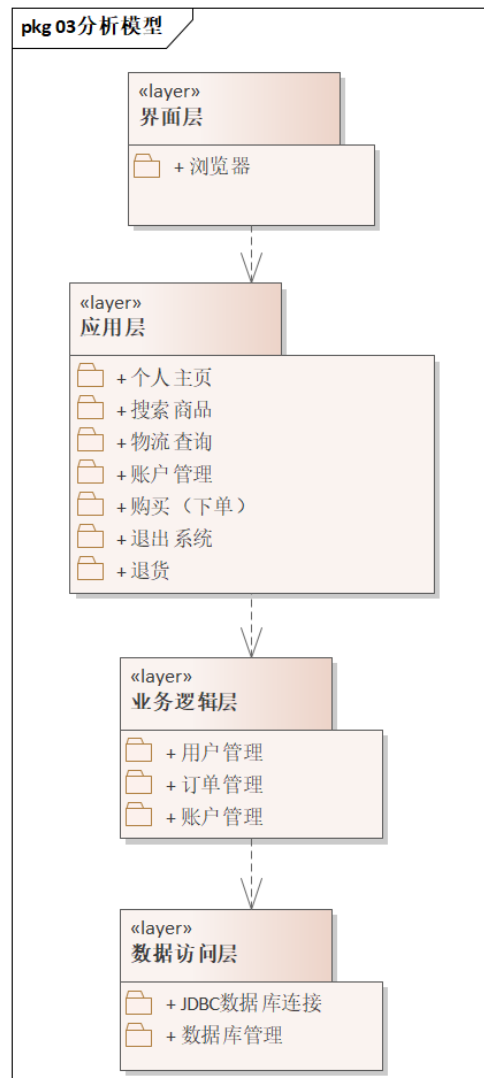 pkg 03分析模型
«layer»
界面层
+ 浏览器
«layer»
应用层
+ 个人主页
+ 搜索商品
+ 物流查询
+ 账户管理
+ 购买（下单）
+ 退出系统
+ 退货
«layer»
业务逻辑层
+ 用户管理
+ 订单管理
+ 账户管理
«layer»
数据访问层
+ JDBC数据库连接
+ 数据库管理